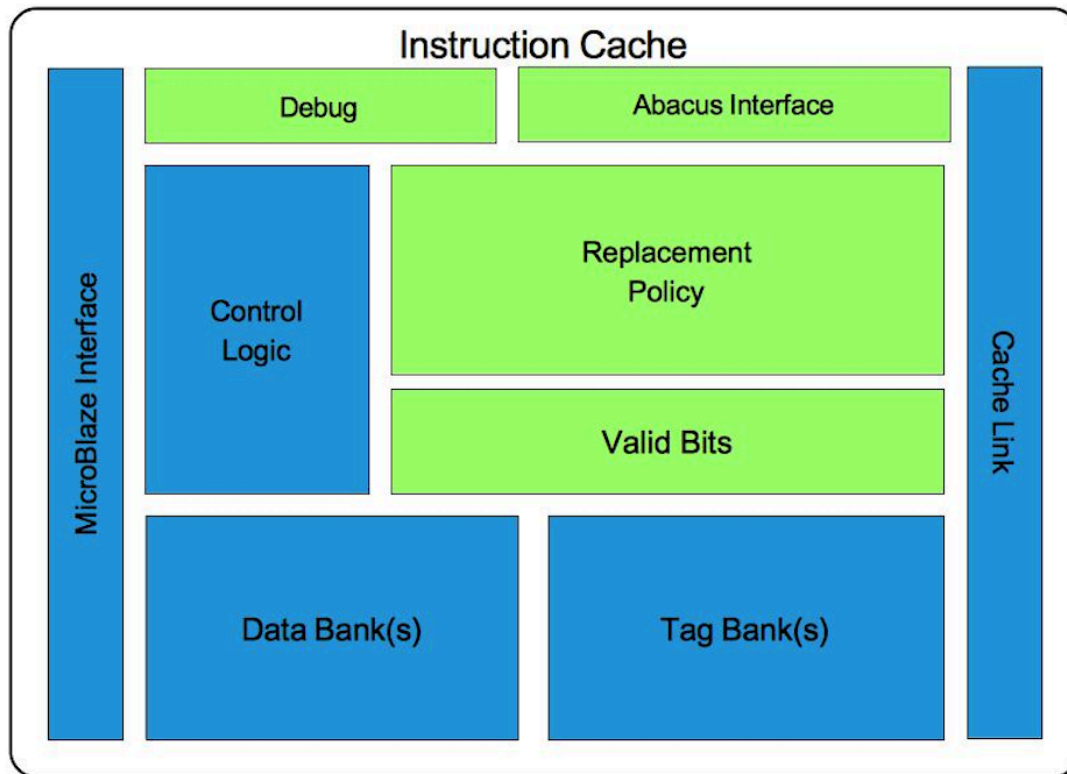 Instruction Cache
Debug
Abacus Interface
MicroBlaze Interface
Control
Logic
Replacement
Policy
Valid Bits
Cache Link
Data Bank(s)
Tag Bank(s)